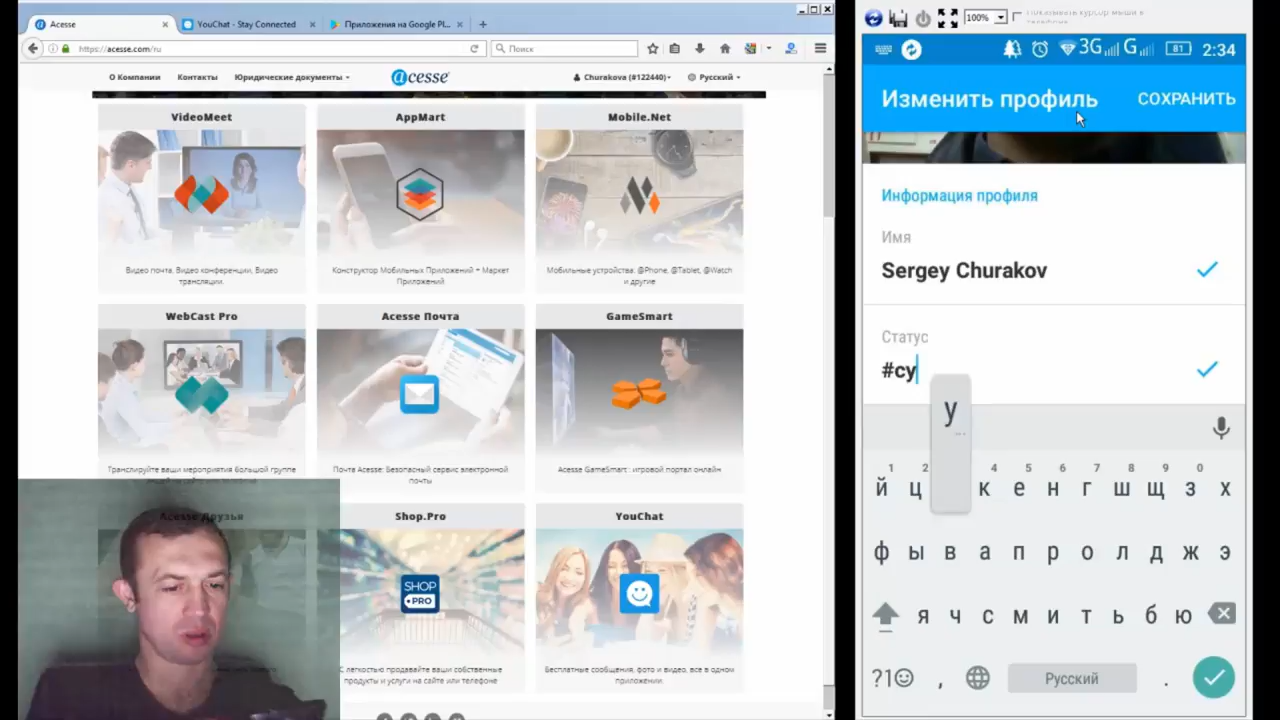 Acesse
YouChat - Stay Connected
Приложения на Google Pl...
https://acesse.com/ru
Поиск
О Компании
Контакты
Юридические документы
acesse
Churakova (#122440)
Русский
VideoMeet
AppMart
Mobile.Net
Видео почта, Видео конференции, Видео
трансляции.
Конструктор Мобильных Приложений + Маркет
Приложений
Мобильные устройства. @Phone, @Tablet, @Watch
и другие
WebCast Pro
Acesse Почта
GameSmart
Транслируйте ваши мероприятия большой группе
Почта Acesse: Безопасный сервис электронной
почты
Acesse GameSmart : игровой портал онлайн
Acesse Друзья
Shop.Pro
YouChat
SHOP
PRO
С легкостью продавайте ваши собственные
продукты и услуги на сайте или телефоне
Бесплатные сообщения, фото и видео, все в одном
приложении.
100%
3G G 81 2:34
Изменить профиль
СОХРАНИТЬ
Информация профиля
Имя
Sergey Churakov
Статус
#су
у
1 2 4 5 6 7 8 9 0
й ц к е н г ш щ з х
ф ы в а п р о л д ж э
я ч с м и т ь б ю
?1 , Русский .